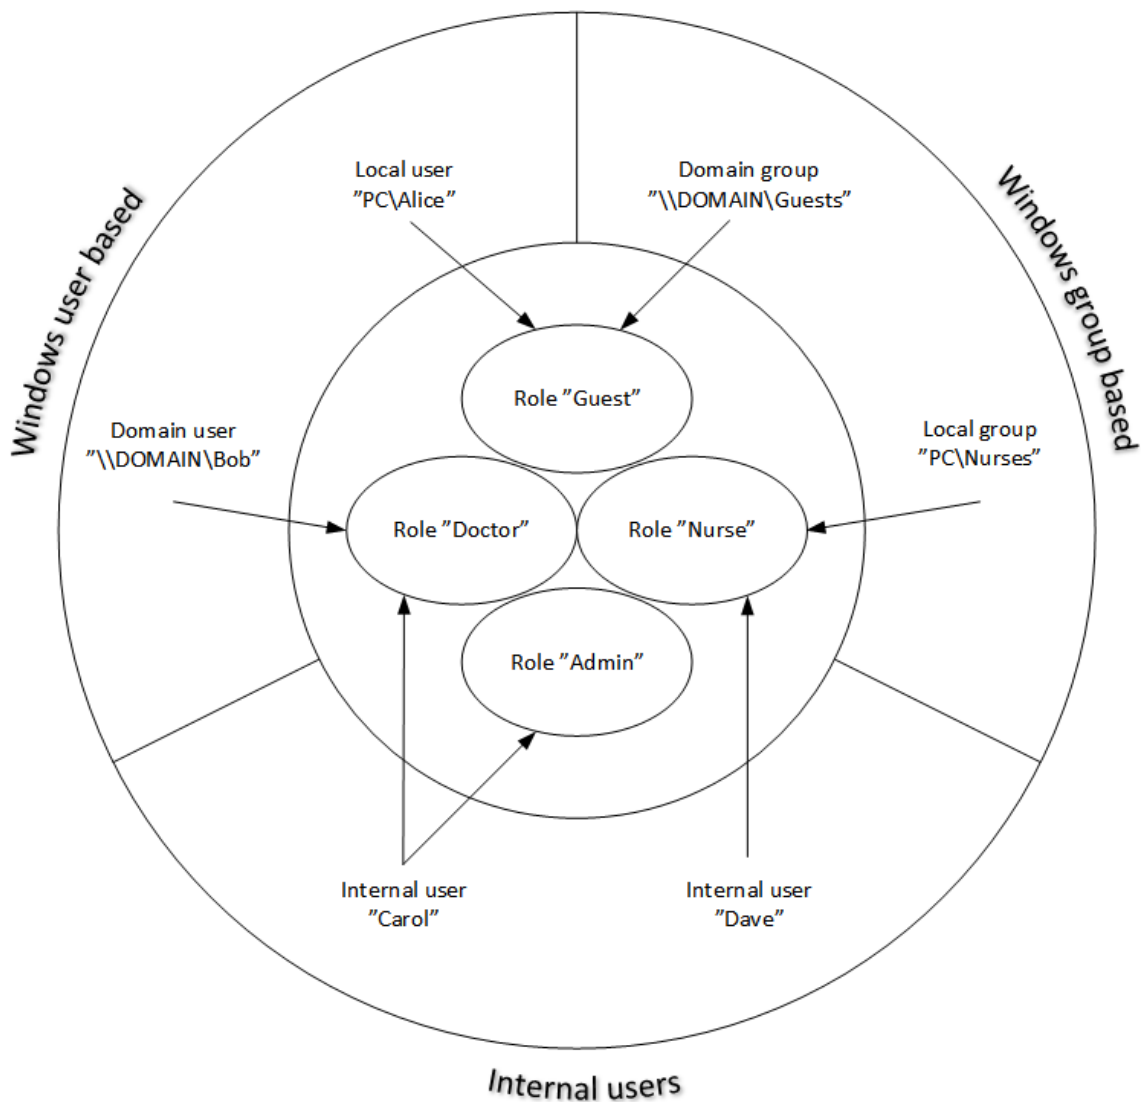 Local user
”PC\Alice”
Domain group
”\\DOMAIN\Guests”
Windows user based
Windows group based
Role ”Guest”
Domain user
”\\DOMAIN\Bob”
Local group
”PC\Nurses”
Role ”Doctor”
Role ”Nurse”
Role ”Admin”
Internal user
”Carol”
Internal user
”Dave”
Internal users